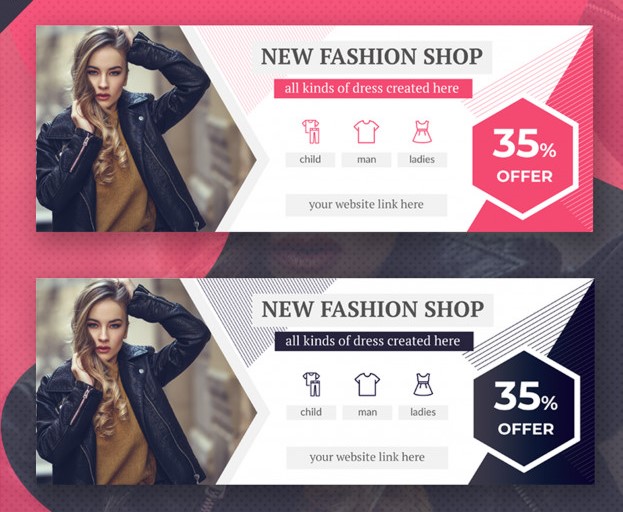 NEW FASHION SHOP
all kinds of dress created here
child man ladies
35%
OFFER
your website link here
NEW FASHION SHOP
all kinds of dress created here
child man ladies
35%
OFFER
your website link here